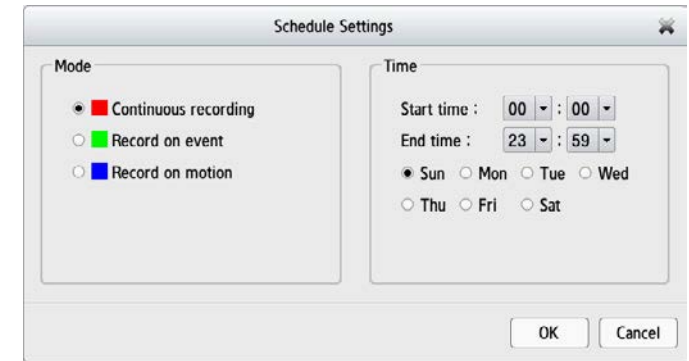 Schedule Settings
Mode
Continuous recording
Record on event
Record on motion
Time
Start time : 00 : 00
End time : 23 : 59
Sun Mon Tue Wed
Thu Fri Sat
OK Cancel